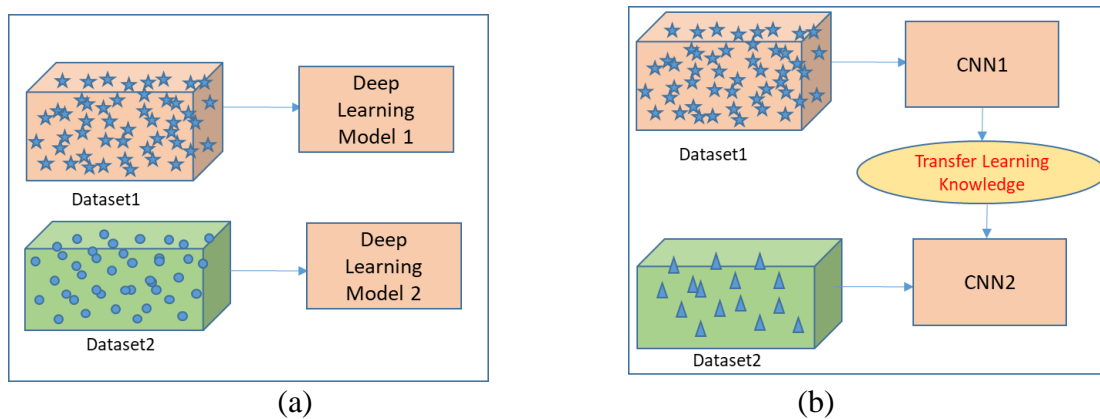 Deep
Learning
Model 1
Dataset1
Deep
Learning
Model 2
Dataset2
(a)
CNN1
Dataset1
Transfer Learning
Knowledge
CNN2
Dataset2
(b)